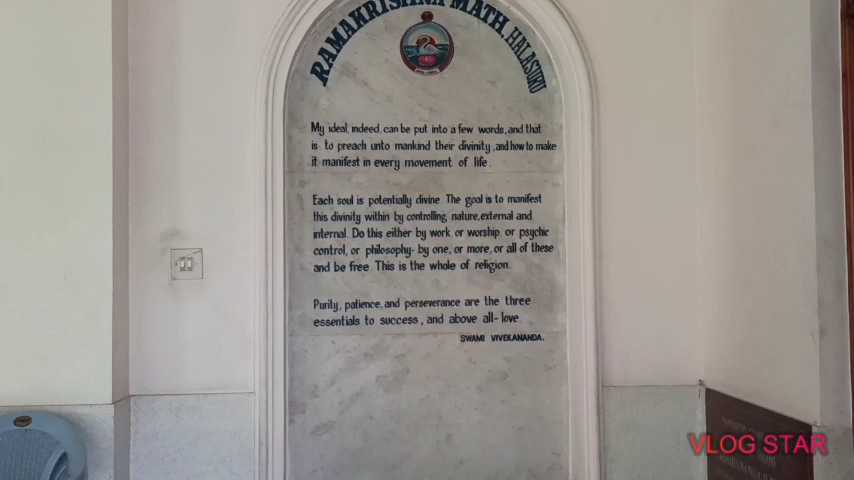 RAMAKRISHNA MATH, HALASURU
My ideal, indeed, can be put into a few words, and that
is: to preach unto mankind their divinity, and how to make
it manifest in every movement of life.
Each soul is potentially divine. The goal is to manifest
this divinity within by controlling nature, external and
internal. Do this either by work, or worship, or psychic
control, or philosophy- by one, or more, or all of these
and be free. This is the whole of religion.
Purity, patience, and perseverance are the three
essentials to success, and above all- love.
SWAMI VIVEKANANDA.
VLOG STAR